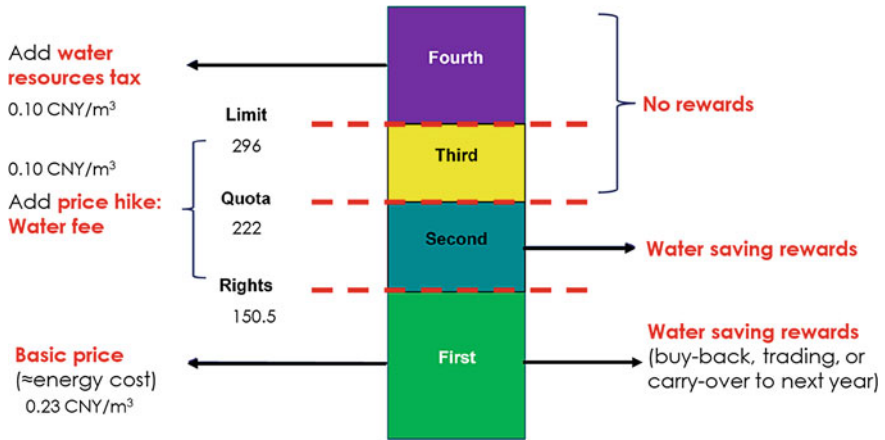 Add water
resources tax
0.10 CNY/m³
Limit
296
0.10 CNY/m³
Add price hike:
Water fee
Quota
222
Rights
150.5
Basic price
(≈energy cost)
0.23 CNY/m³
Fourth
Third
Second
First
No rewards
Water saving rewards
Water saving rewards
(buy-back, trading, or
carry-over to next year)